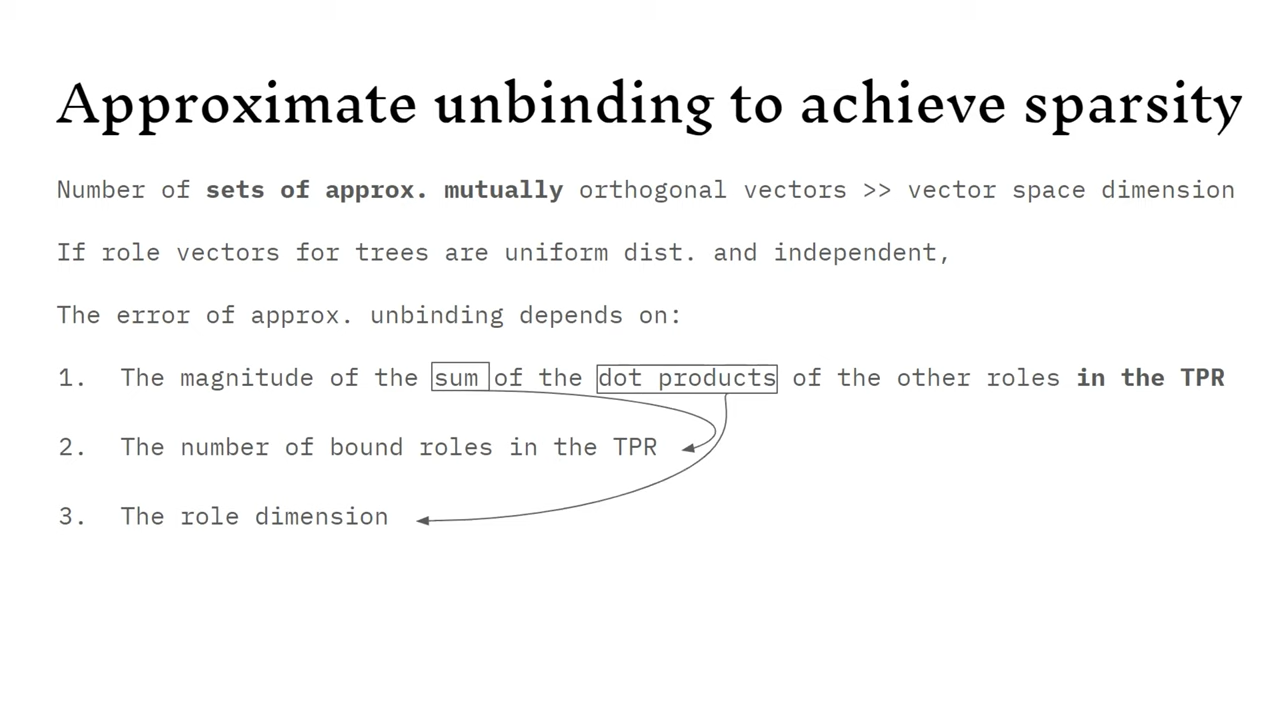 Approximate unbinding to achieve sparsity
Number of sets of approx. mutually orthogonal vectors >> vector space dimension
If role vectors for trees are uniform dist. and independent,
The error of approx. unbinding depends on:
1. The magnitude of the sum of the dot products of the other roles in the TPR
2. The number of bound roles in the TPR
3. The role dimension